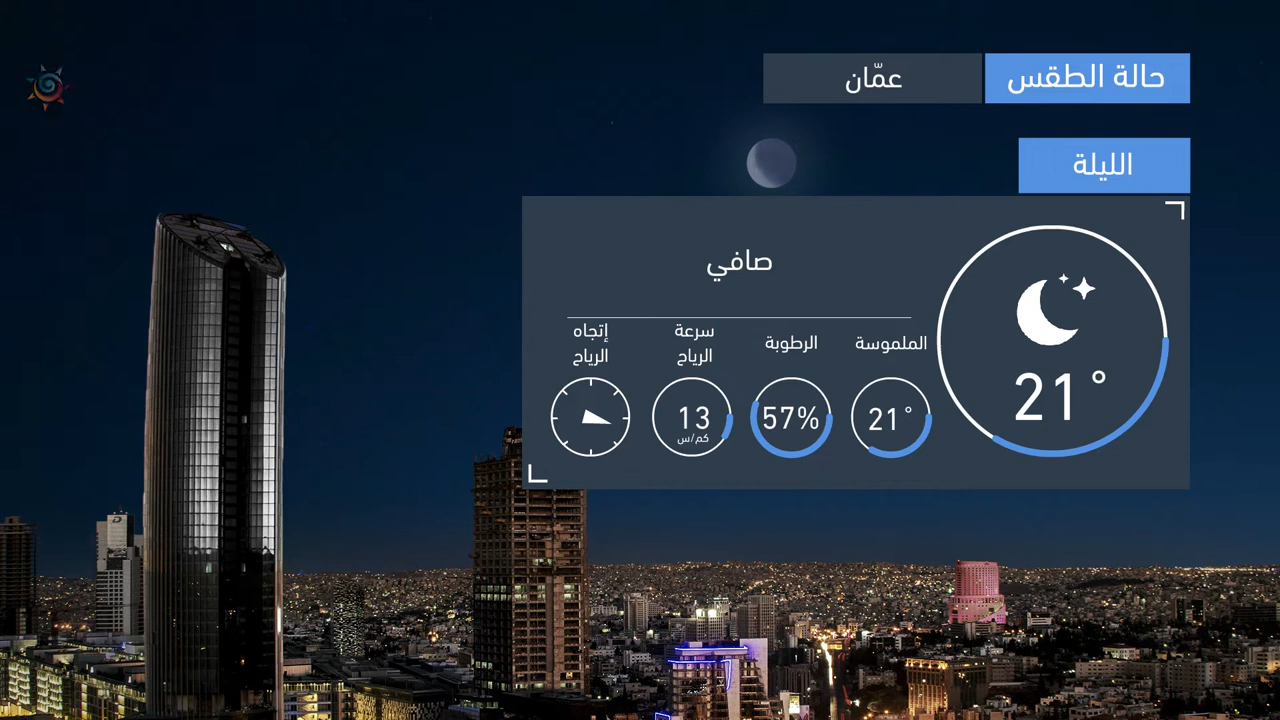 حالة الطقس
عمّان
الليلة
صافي
21°
الملموسة
21°
الرطوبة
57%
سرعة
الرياح
13
كم/س
إتجاه
الرياح